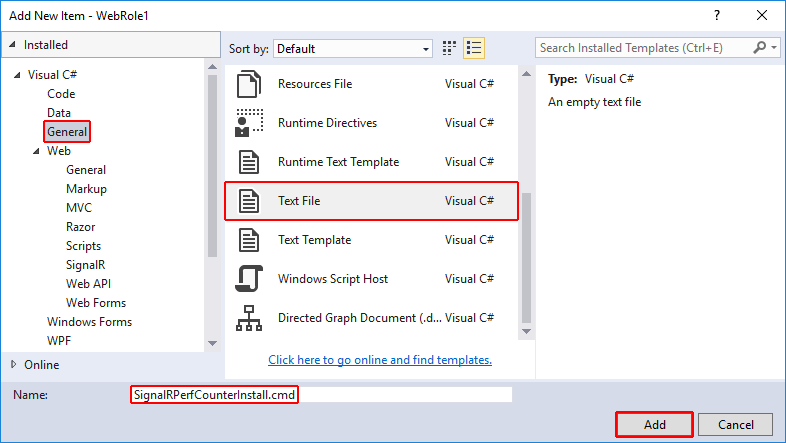 Add New Item - WebRole1
?
Installed
Sort by: Default
Search Installed Templates (Ctrl+E)
Visual C#
Code
Data
General
Web
General
Markup
MVC
Razor
Scripts
SignalR
Web API
Web Forms
Windows Forms
WPF
Online
Resources File Visual C#
Runtime Directives Visual C#
Runtime Text Template Visual C#
Text File Visual C#
Text Template Visual C#
Windows Script Host Visual C#
Directed Graph Document (.d... Visual C#
Click here to go online and find templates.
Type: Visual C#
An empty text file
Name: SignalRPerfCounterInstall.cmd
Add Cancel